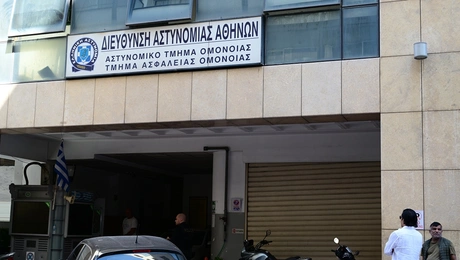 ΔΙΕΥΘΥΝΣΗ ΑΣΤΥΝΟΜΙΑΣ ΑΘΗΝΩΝ
ΑΣΤΥΝΟΜΙΚΟ ΤΜΗΜΑ ΟΜΟΝΟΙΑΣ
ΤΜΗΜΑ ΑΣΦΑΛΕΙΑΣ ΟΜΟΝΟΙΑΣ